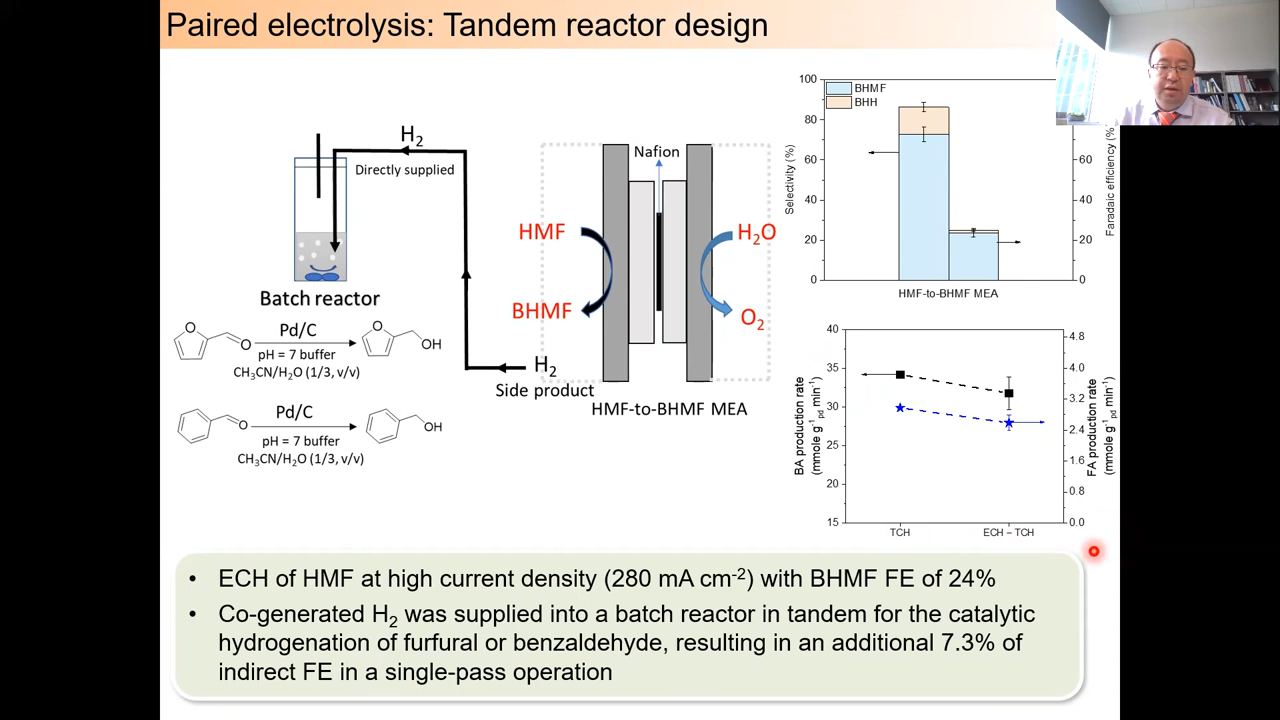 Paired electrolysis: Tandem reactor design
H2
Directly supplied
Batch reactor
O
O
Pd/C
pH = 7 buffer
CH3CN/H2O (1/3, v/v)
O
OH
O
Pd/C
pH = 7 buffer
CH3CN/H2O (1/3, v/v)
OH
H2
Side product
Nafion
HMF
BHMF
H2O
O2
HMF-to-BHMF MEA
100
80
60
40
20
0
Selectivity (%)
BHMF
BHH
60
40
20
0
Faradaic efficiency (%
HMF-to-BHMF MEA
40
35
30
25
20
15
BA production rate
(mmole g-1pd min-1)
4.8
4.0
3.2
2.4
1.6
0.8
0.0
FA production rate
(mmole g-1pd min-1)
TCH
ECH – TCH
• ECH of HMF at high current density (280 mA cm-2) with BHMF FE of 24%
• Co-generated H2 was supplied into a batch reactor in tandem for the catalytic
hydrogenation of furfural or benzaldehyde, resulting in an additional 7.3% of
indirect FE in a single-pass operation